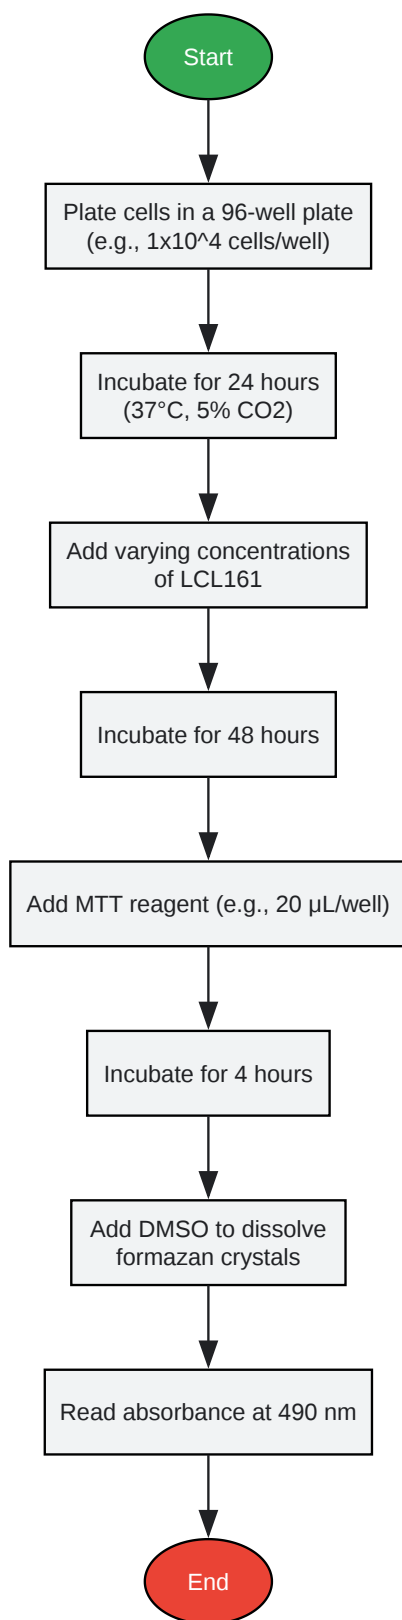 Start
Plate cells in a 96-well plate
(e.g., 1x10^4 cells/well)
Incubate for 24 hours
(37°C, 5% CO2)
Add varying concentrations
of LCL161
Incubate for 48 hours
Add MTT reagent (e.g., 20 μL/well)
Incubate for 4 hours
Add DMSO to dissolve
formazan crystals
Read absorbance at 490 nm
End